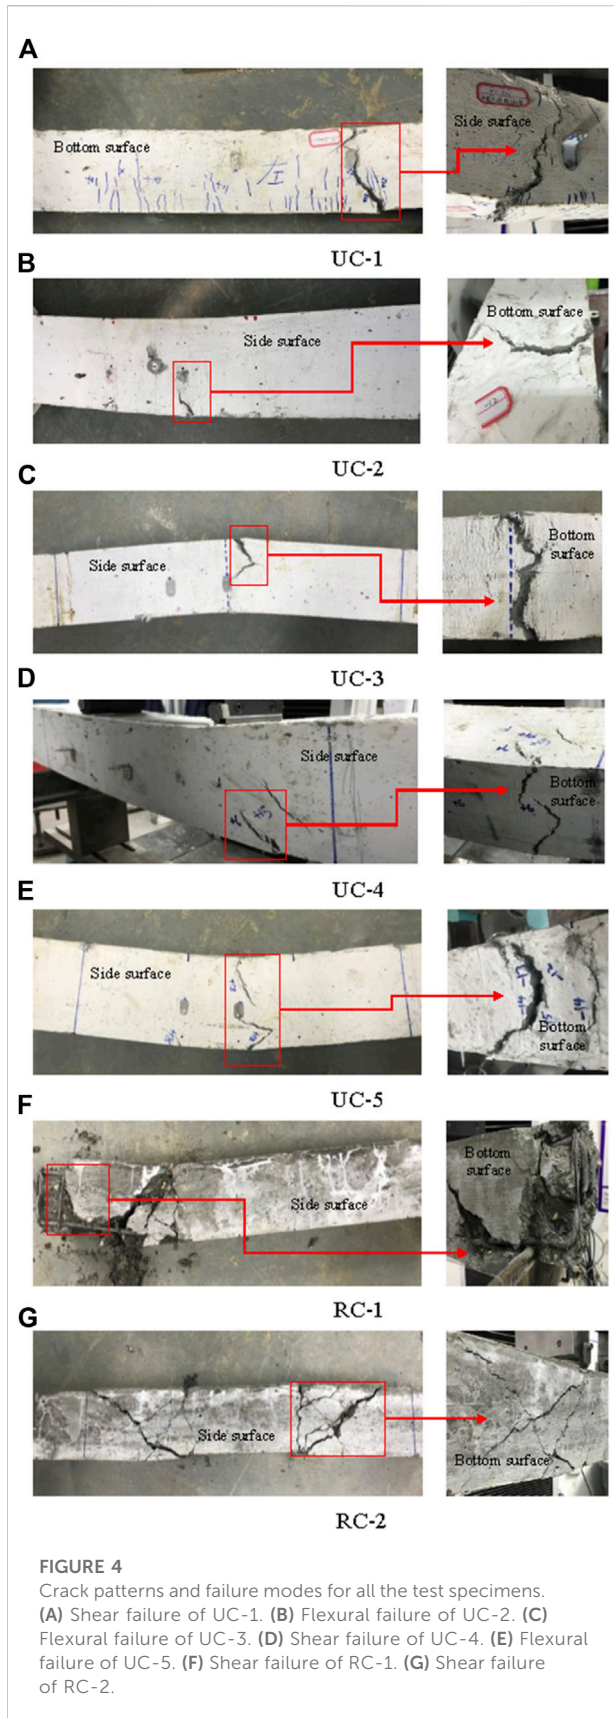 A
Bottom surface
Side surface
UC-1
B
Side surface
Bottom surface
UC-2
C
Side surface
Bottom
surface
UC-3
D
Side surface
Bottom
surface
UC-4
E
Side surface
Bottom
surface
UC-5
F
Side surface
Bottom
surface
RC-1
G
Side surface
Bottom surface
RC-2
FIGURE 4
Crack patterns and failure modes for all the test specimens.
(A) Shear failure of UC-1. (B) Flexural failure of UC-2. (C)
Flexural failure of UC-3. (D) Shear failure of UC-4. (E) Flexural
failure of UC-5. (F) Shear failure of RC-1. (G) Shear failure
of RC-2.